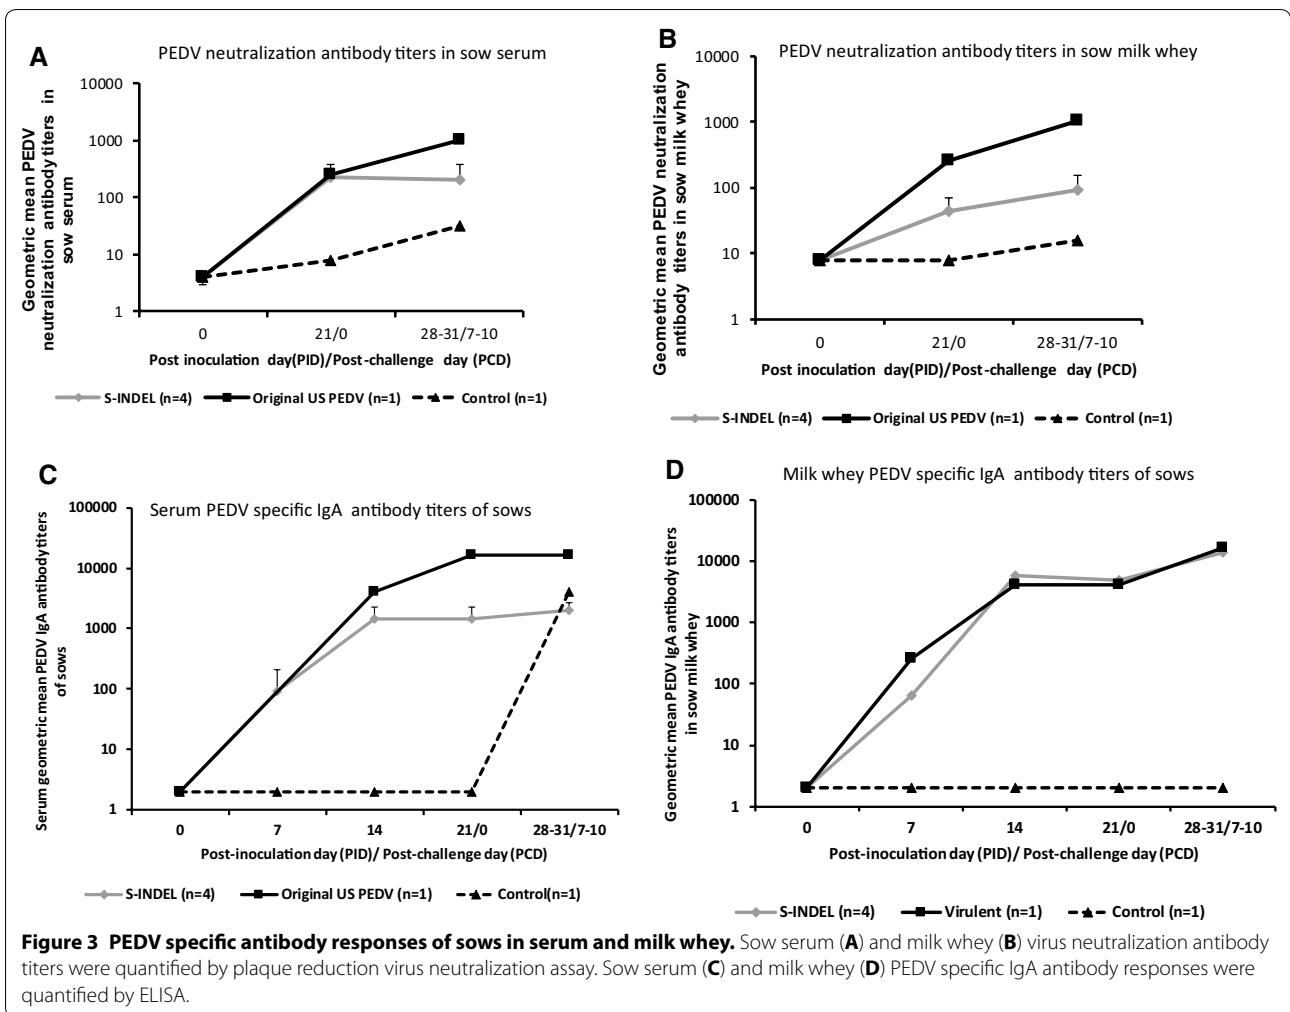 A
PEDV neutralization antibody titers in sow serum
Geometric mean PEDV
neutralization antibody titers in
sow serum
10000
1000
100
10
1
0
21/0
28-31/7-10
Post inoculation day(PID)/Post-challenge day (PCD)
S-INDEL (n=4) Original US PEDV (n=1) Control (n=1)
B
PEDV neutralization antibody titers in sow milk whey
Geometric mean PEDV neutralization
antibody titers in sow milk whey
10000
1000
100
10
1
0
21/0
28-31/7-10
Post inoculation day(PID)/Post-challenge day (PCD)
S-INDEL (n=4) Original US PEDV (n=1) Control (n=1)
C
Serum PEDV specific IgA antibody titers of sows
Serum geometric mean PEDV IgA antibody titers
of sows
100000
10000
1000
100
10
1
0
7
14
21/0
28-31/7-10
Post-inoculation day (PID)/ Post-challenge day (PCD)
S-INDEL (n=4) Original US PEDV (n=1) Control(n=1)
D
Milk whey PEDV specific IgA antibody titers of sows
Geometric mean PEDV IgA antibody titers
in sow milk whey
100000
10000
1000
100
10
1
0
7
14
21/0
28-31/7-10
Post-inoculation day (PID)/ Post-challenge day (PCD)
S-INDEL (n=4) Virulent (n=1) Control (n=1)
Figure 3 PEDV specific antibody responses of sows in serum and milk whey. Sow serum (A) and milk whey (B) virus neutralization antibody
titers were quantified by plaque reduction virus neutralization assay. Sow serum (C) and milk whey (D) PEDV specific IgA antibody responses were
quantified by ELISA.